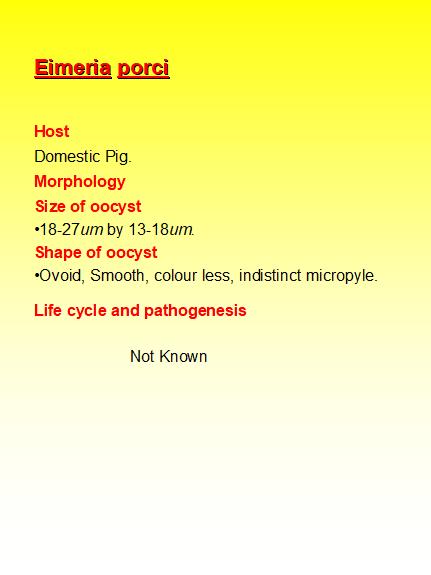 Eimeria porci
Host
Domestic Pig.
Morphology
Size of oocyst
•18-27um by 13-18um.
Shape of oocyst
•Ovoid, Smooth, colour less, indistinct micropyle.
Life cycle and pathogenesis
Not Known